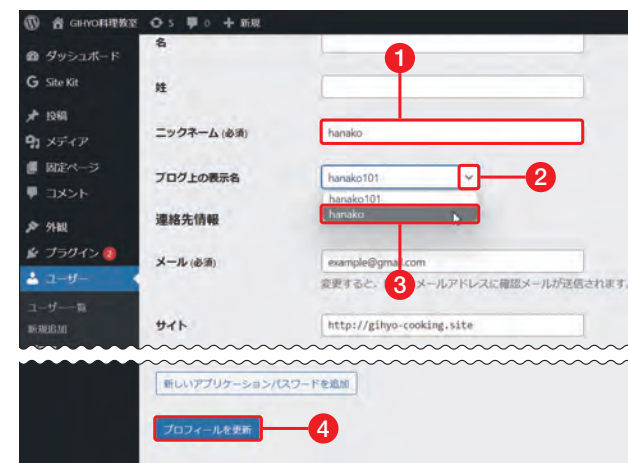 GIHYO料理教室 5 0 + 新規
ダッシュボード
Site Kit
投稿
メディア
固定ページ
コメント
外観
プラグイン 2
ユーザー
ユーザー一覧
新規追加
名
姓
ニックネーム (必須) hanako
ブログ上の表示名 hanako101
hanako101
hanako
連絡先情報
メール (必須) example@gmail.com
変更すると、メールアドレスに確認メールが送信されます。
サイト http://gihyo-cooking.site
新しいアプリケーションパスワードを追加
プロフィールを更新
1
2
3
4